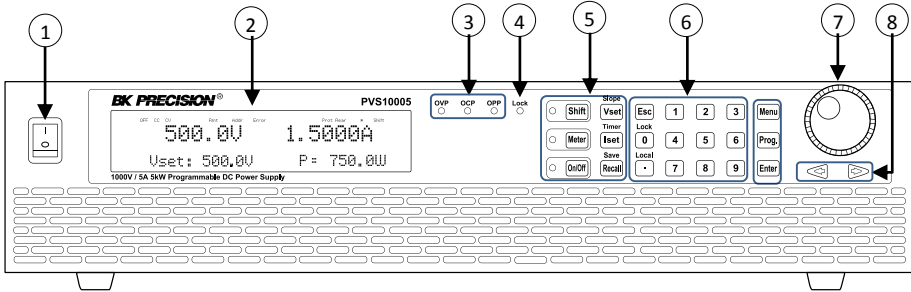 1
2
3
4
5
6
7
8
BK PRECISION®
PVS10005
OVP OCP OPP Lock
OFF CC CV Rmt Addr Error Prot Rear * Shift
500.0V 1.5000A
Vset: 500.0V P= 750.0W
1000V / 5A 5kW Programmable DC Power Supply
Shift
Slope
Vset
Meter
Timer
Iset
On/Off
Save
Recall
Esc 1 2 3
Lock
0 4 5 6
Local
. 7 8 9
Menu
Prog.
Enter